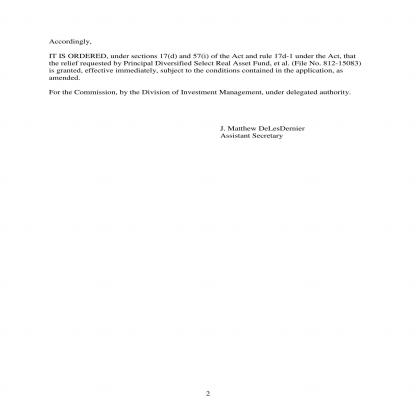 Accordingly,
IT IS ORDERED, under sections 17(d) and 57(i) of the Act and rule 17d-1 under the Act, that
the relief requested by Principal Diversified Select Real Asset Fund, et al. (File No. 812-15083)
is granted, effective immediately, subject to the conditions contained in the application, as
amended.
For the Commission, by the Division of Investment Management, under delegated authority.
J. Matthew DeLesDernier
Assistant Secretary
2